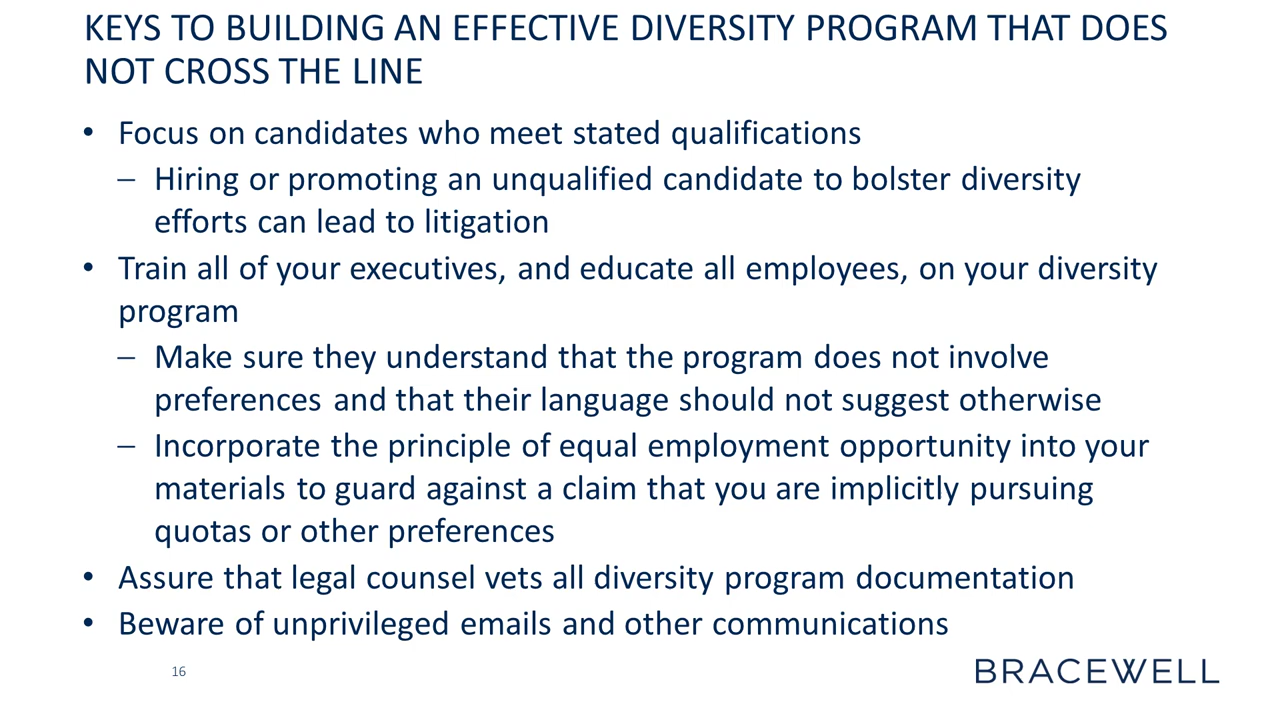 KEYS TO BUILDING AN EFFECTIVE DIVERSITY PROGRAM THAT DOES
NOT CROSS THE LINE
• Focus on candidates who meet stated qualifications
– Hiring or promoting an unqualified candidate to bolster diversity
efforts can lead to litigation
• Train all of your executives, and educate all employees, on your diversity
program
– Make sure they understand that the program does not involve
preferences and that their language should not suggest otherwise
– Incorporate the principle of equal employment opportunity into your
materials to guard against a claim that you are implicitly pursuing
quotas or other preferences
• Assure that legal counsel vets all diversity program documentation
• Beware of unprivileged emails and other communications
16
BRACEWELL